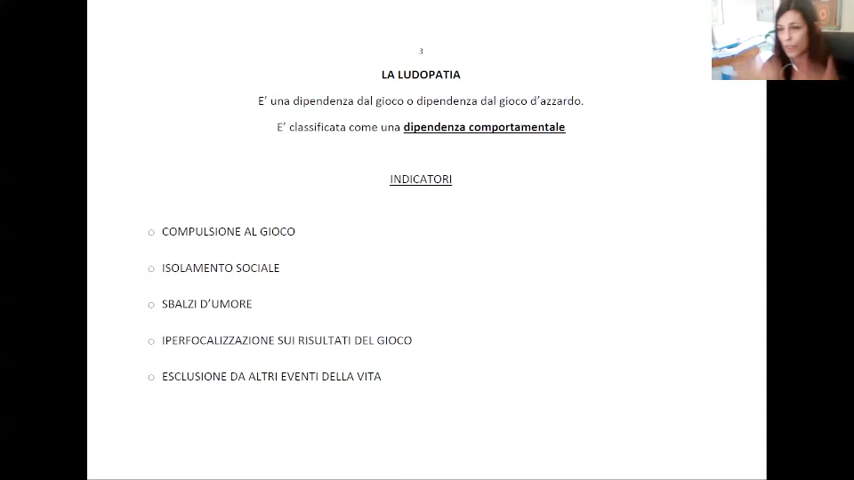 3
LA LUDOPATIA
E’ una dipendenza dal gioco o dipendenza dal gioco d’azzardo.
E’ classificata come una dipendenza comportamentale
INDICATORI
○ COMPULSIONE AL GIOCO
○ ISOLAMENTO SOCIALE
○ SBALZI D’UMORE
○ IPERFOCALIZZAZIONE SUI RISULTATI DEL GIOCO
○ ESCLUSIONE DA ALTRI EVENTI DELLA VITA